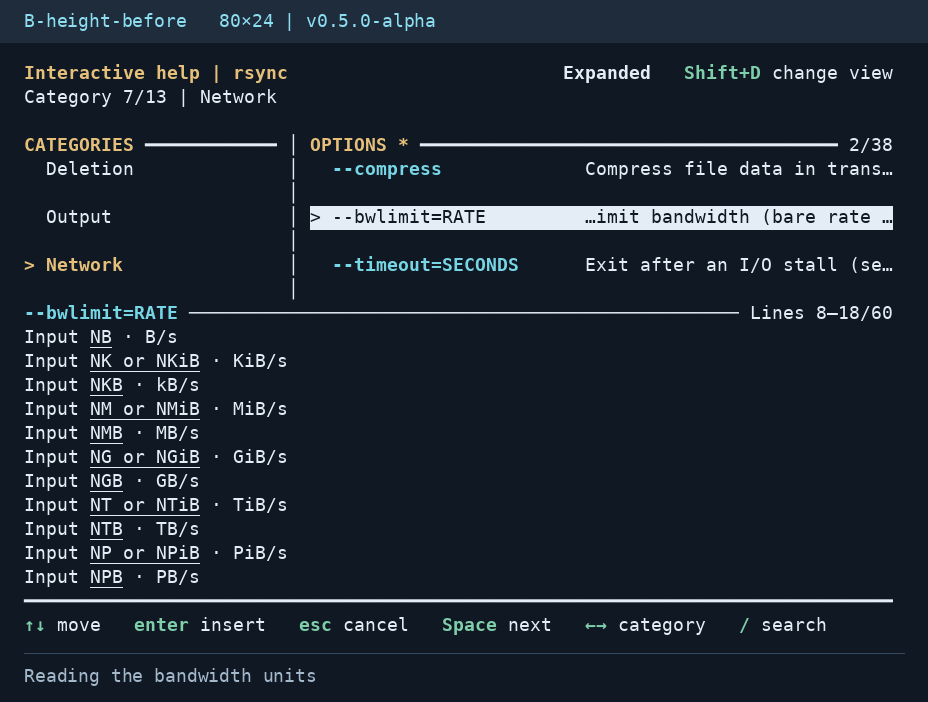 B-height-before   80×24 | v0.5.0-alpha
Interactive help | rsync   Expanded   Shift+D change view
Category 7/13 | Network
CATEGORIES   OPTIONS *   2/38
Deletion   --compress   Compress file data in trans…
Output   > --bwlimit=RATE   …imit bandwidth (bare rate …
> Network   --timeout=SECONDS   Exit after an I/O stall (se…
--bwlimit=RATE   Lines 8–18/60
Input NB · B/s
Input NK or NKiB · KiB/s
Input NKB · kB/s
Input NM or NMiB · MiB/s
Input NMB · MB/s
Input NG or NGiB · GiB/s
Input NGB · GB/s
Input NT or NTiB · TiB/s
Input NTB · TB/s
Input NP or NPiB · PiB/s
Input NPB · PB/s
↑↓ move   enter insert   esc cancel   Space next   ←→ category   / search
Reading the bandwidth units